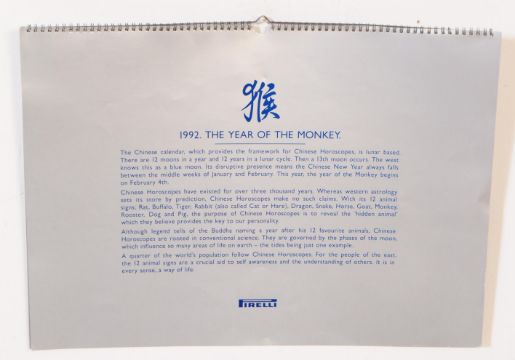 猴
1992. THE YEAR OF THE MONKEY.
The Chinese calendar, which provides the framework for Chinese Horoscopes, is lunar based.
There are 12 moons in a year and 12 years in a lunar cycle. Then a 13th moon occurs. The west
knows this as a blue moon. Its disruptive presence means the Chinese New Year always falls
between the middle weeks of January and February. This year, the year of the Monkey begins
on February 4th.
Chinese Horoscopes have existed for over three thousand years. Whereas western astrology
sets its store by prediction, Chinese Horoscopes make no such claims. With its 12 animal
signs, Rat, Buffalo, Tiger, Rabbit (also called Cat or Hare), Dragon, Snake, Horse, Goat, Monkey,
Rooster, Dog and Pig, the purpose of Chinese Horoscopes is to reveal the 'hidden animal'
which they believe provides the key to our personality.
Although legend tells of the Buddha naming a year after his 12 favourite animals, Chinese
Horoscopes are rooted in conventional science. They are governed by the phases of the moon,
which influence so many areas of life on earth – the tides being just one example.
A quarter of the world's population follow Chinese Horoscopes. For the people of the east,
the 12 animal signs are a crucial aid to self awareness and the understanding of others. It is in
every sense, a way of life.
PIRELLI